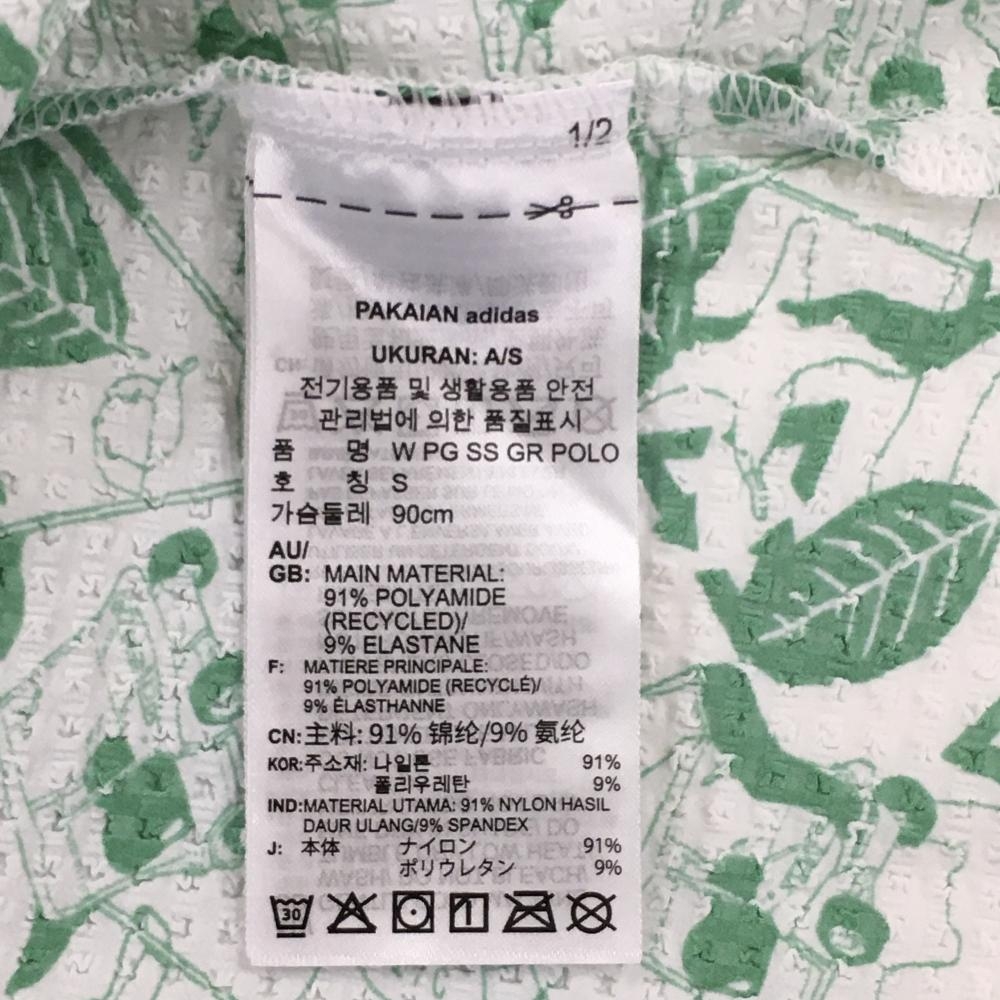 1/2
PAKAIAN adidas
UKURAN: A/S
전기용품 및 생활용품 안전
관리법에 의한 품질표시
품 명 W PG SS GR POLO
호 칭 S
가슴둘레 90cm
AU/
GB: MAIN MATERIAL:
91% POLYAMIDE
(RECYCLED)/
9% ELASTANE
F: MATIERE PRINCIPALE:
91% POLYAMIDE (RECYCLÉ)/
9% ÉLASTHANNE
CN: 主料: 91% 锦纶/9% 氨纶
KOR: 주소재: 나일론 91%
폴리우레탄 9%
IND: MATERIAL UTAMA: 91% NYLON HASIL
DAUR ULANG/9% SPANDEX
J: 本体 ナイロン 91%
ポリウレタン 9%
30